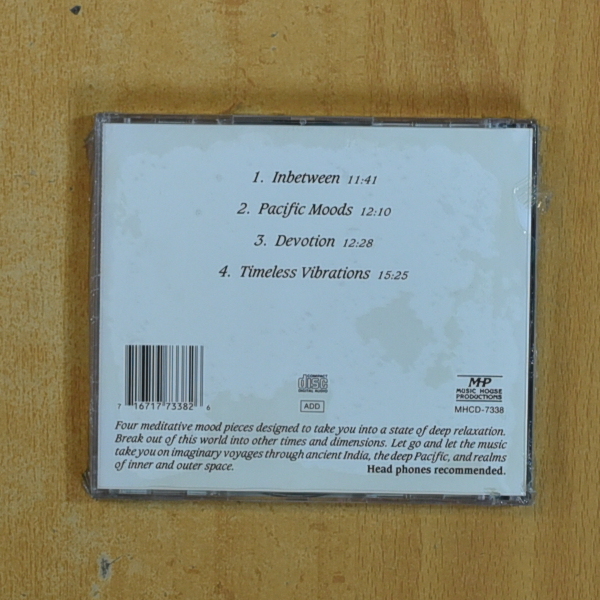 1. Inbetween 11:41
2. Pacific Moods 12:10
3. Devotion 12:28
4. Timeless Vibrations 15:25
7 16717 73382 6
COMPACT
disc
DIGITAL AUDIO
ADD
MHP
MUSIC HOUSE
PRODUCTIONS
MHCD-7338
Four meditative mood pieces designed to take you into a state of deep relaxation.
Break out of this world into other times and dimensions. Let go and let the music
take you on imaginary voyages through ancient India, the deep Pacific, and realms
of inner and outer space.
Head phones recommended.